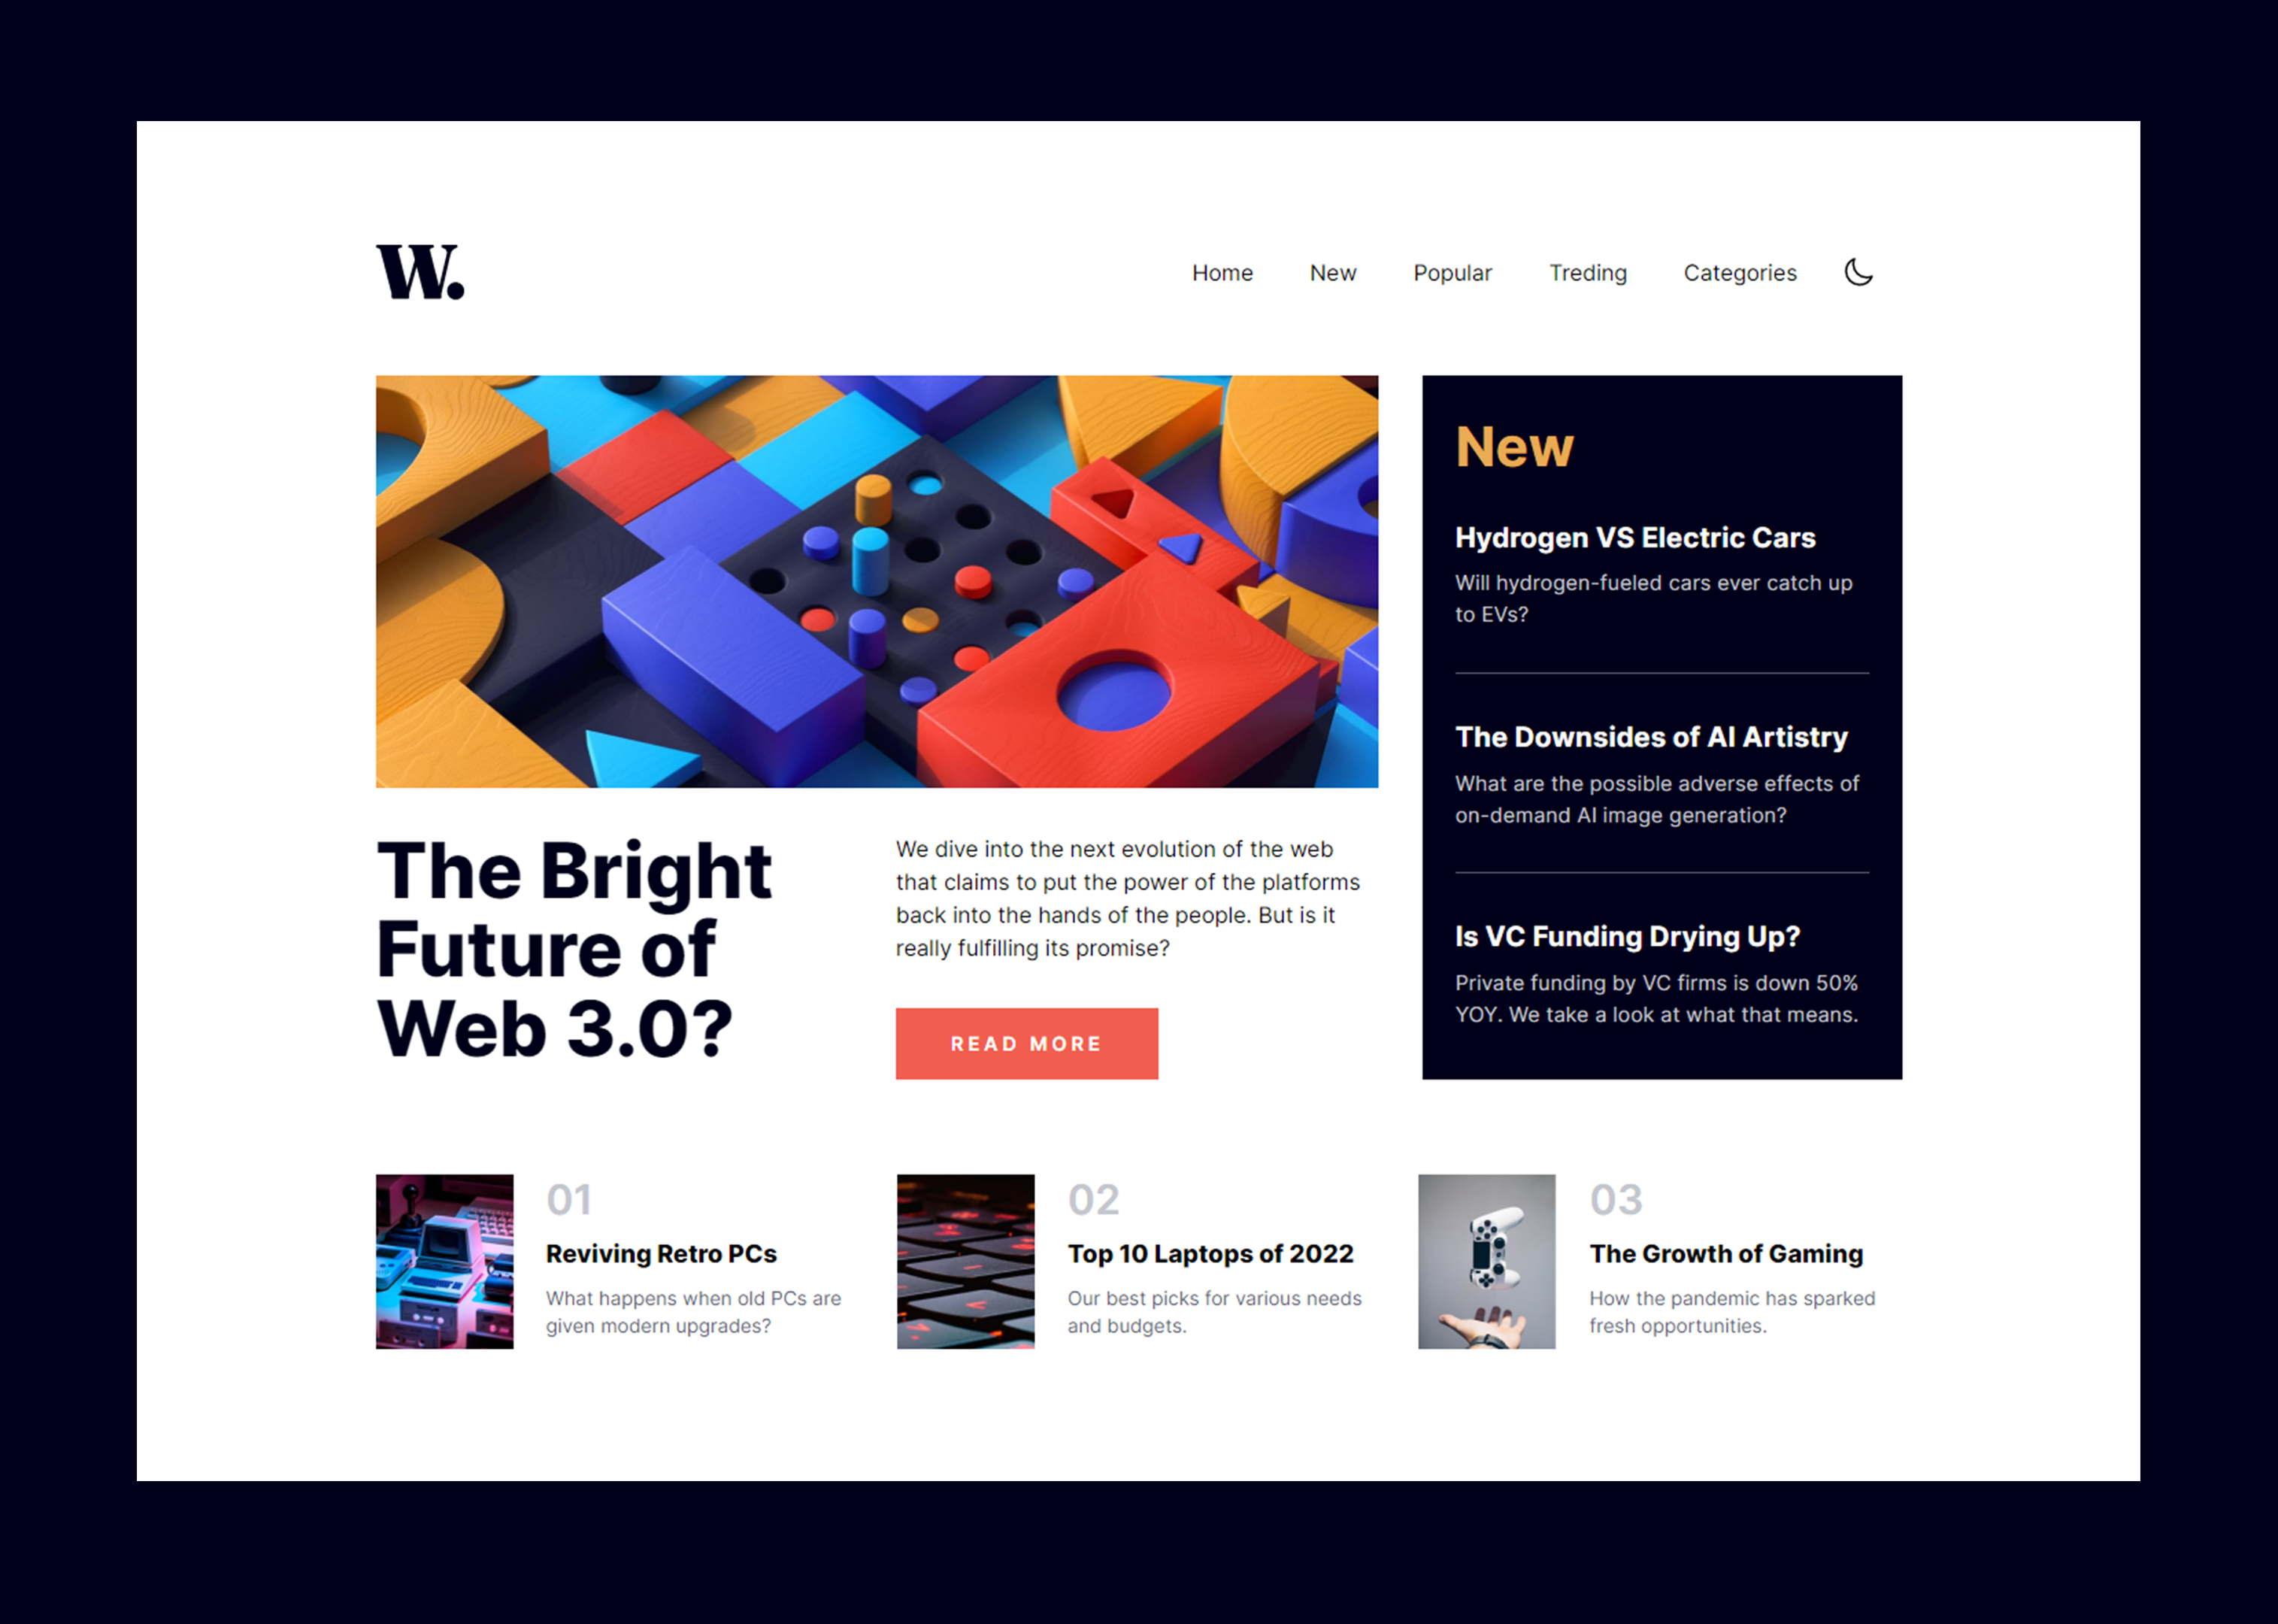 W.
Home New Popular Treding Categories
The Bright
Future of
Web 3.0?
We dive into the next evolution of the web
that claims to put the power of the platforms
back into the hands of the people. But is it
really fulfilling its promise?
READ MORE
New
Hydrogen VS Electric Cars
Will hydrogen-fueled cars ever catch up
to EVs?
The Downsides of AI Artistry
What are the possible adverse effects of
on-demand AI image generation?
Is VC Funding Drying Up?
Private funding by VC firms is down 50%
YOY. We take a look at what that means.
01
Reviving Retro PCs
What happens when old PCs are
given modern upgrades?
02
Top 10 Laptops of 2022
Our best picks for various needs
and budgets.
03
The Growth of Gaming
How the pandemic has sparked
fresh opportunities.